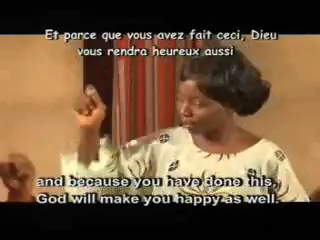 Et parce que vous avez fait ceci, Dieu
vous rendra heureux aussi
and because you have done this,
God will make you happy as well.